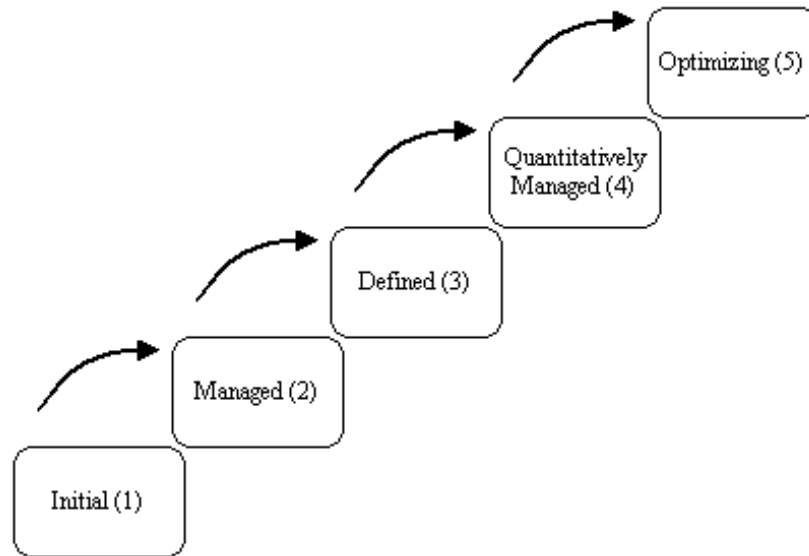 Optimizing (5)
Quantitatively
Managed (4)
Defined (3)
Managed (2)
Initial (1)